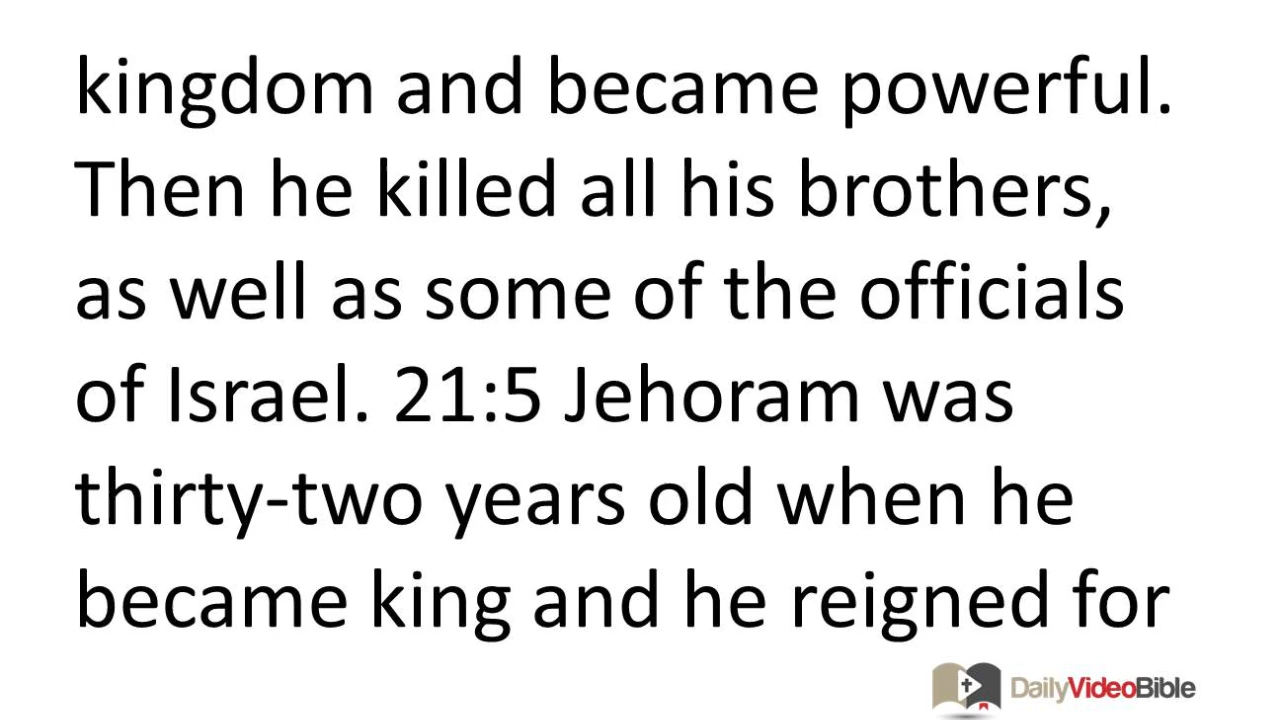 kingdom and became powerful.
Then he killed all his brothers,
as well as some of the officials
of Israel. 21:5 Jehoram was
thirty-two years old when he
became king and he reigned for
DailyVideoBible